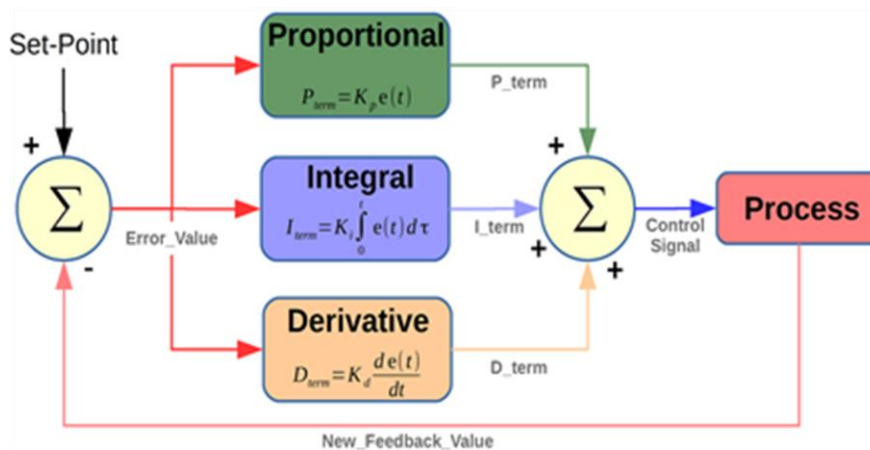 Set-Point
+
Σ
-
Error_Value
Proportional
P_term = K_p e(t)
Integral
I_term = K_i ∫_0^t e(t) d τ
Derivative
D_term = K_d de(t)/dt
P_term
I_term
D_term
+
+
+
Σ
Control
Signal
Process
New_Feedback_Value